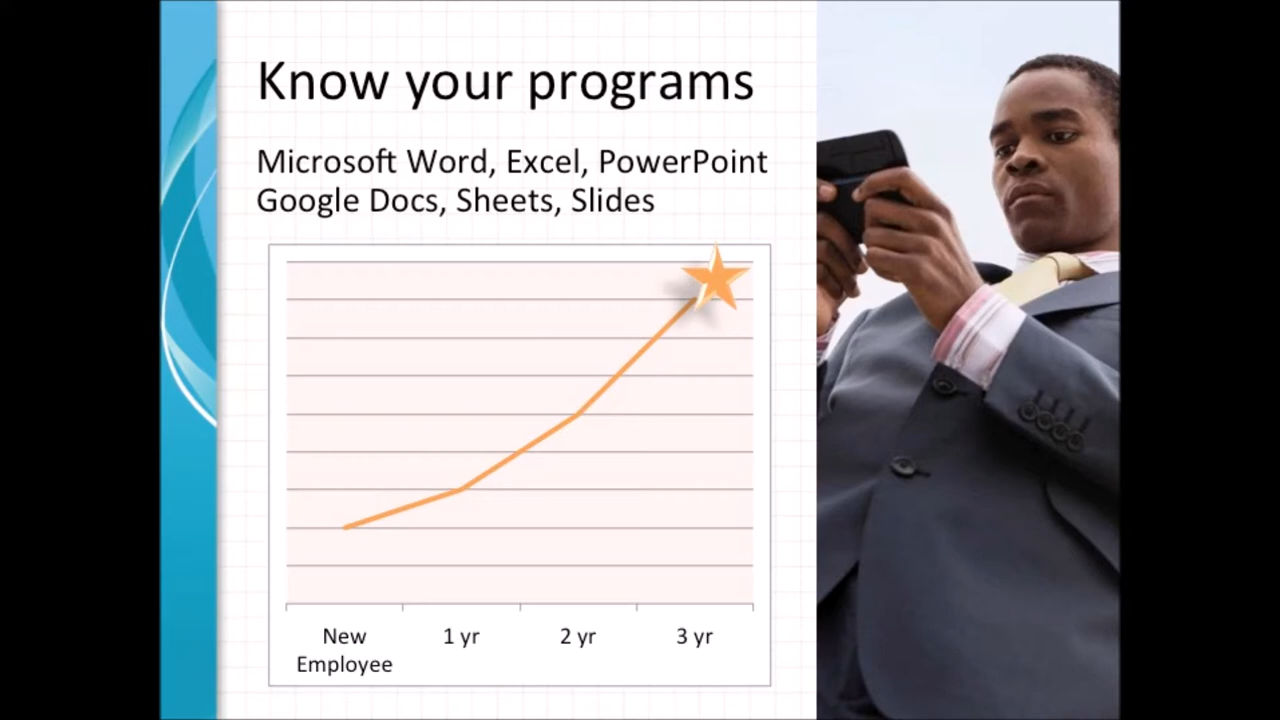 Know your programs
Microsoft Word, Excel, PowerPoint
Google Docs, Sheets, Slides
New Employee
1 yr
2 yr
3 yr